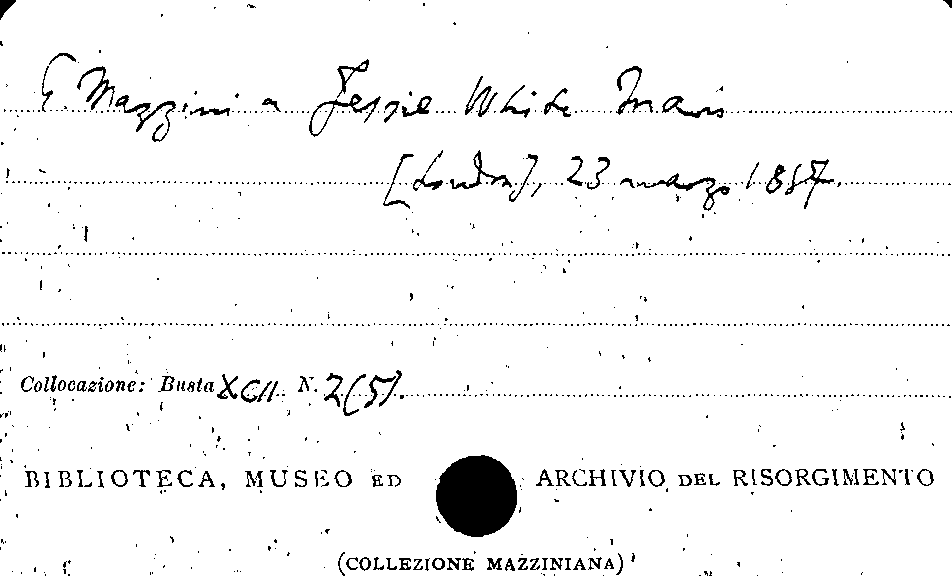 G. Mazzini a Jessie White Mario
[Londra], 23 marzo 1857.
Collocazione: Busta XCII N. 2(5).
BIBLIOTECA, MUSEO ED ARCHIVIO DEL RISORGIMENTO
(COLLEZIONE MAZZINIANA)